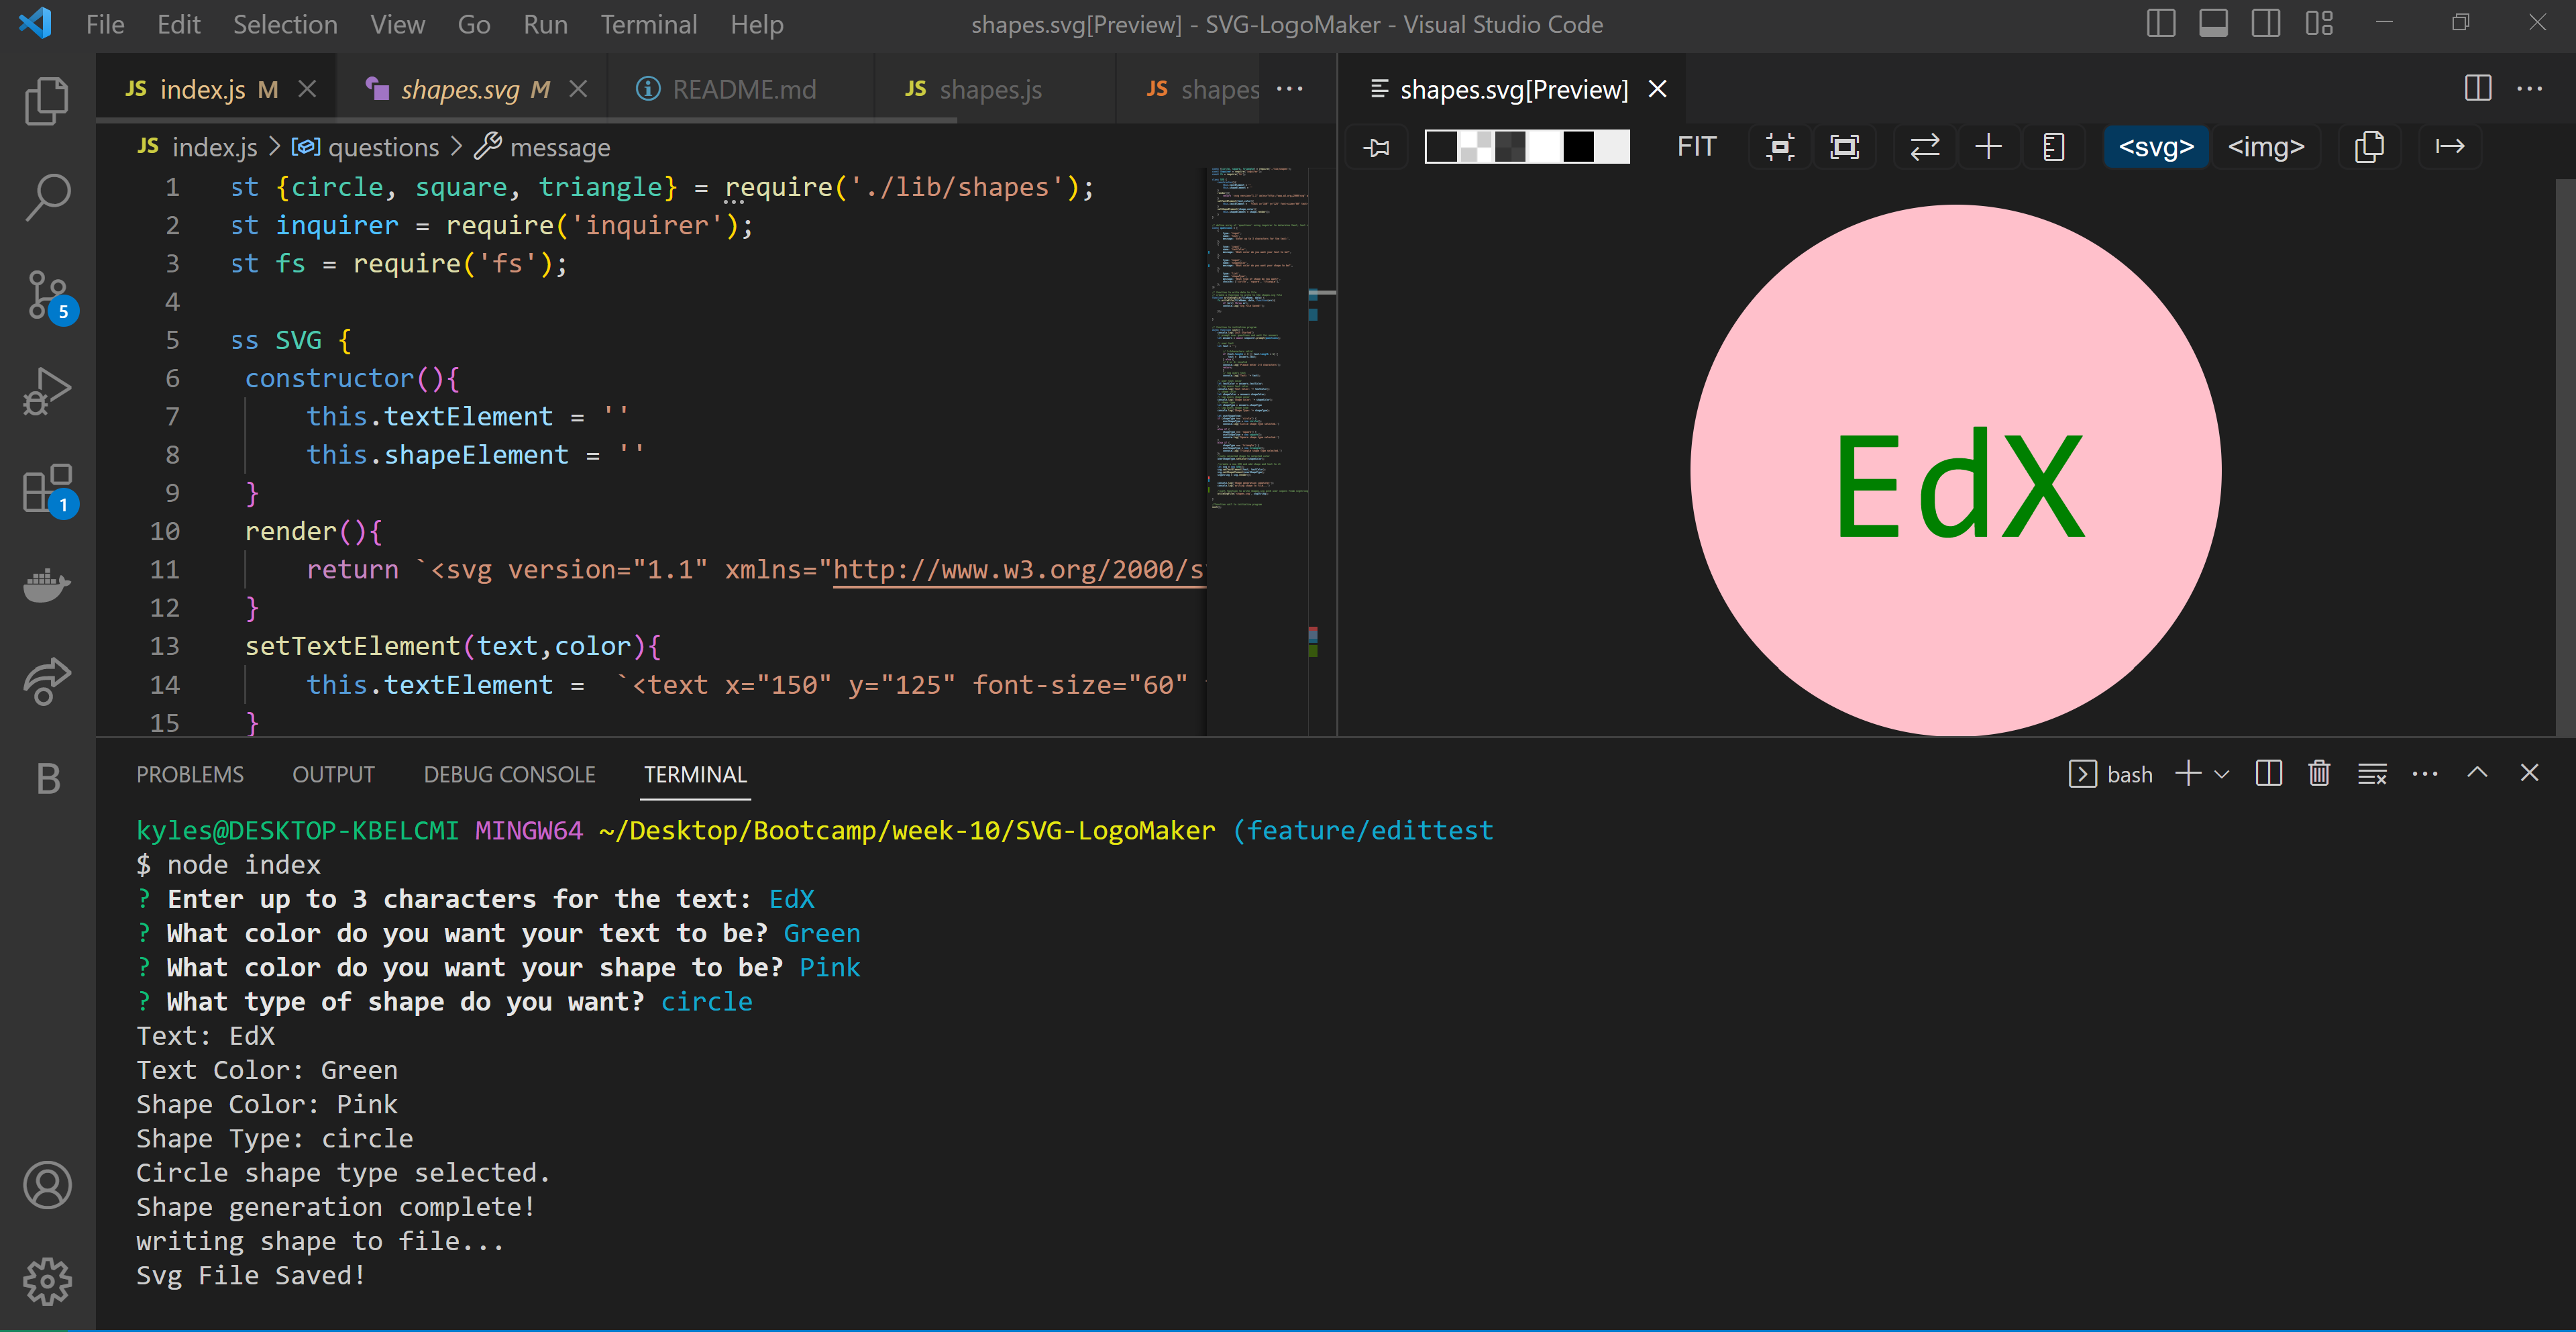 File Edit Selection View Go Run Terminal Help shapes.svg[Preview] - SVG-LogoMaker - Visual Studio Code
JS index.js M shapes.svg M README.md JS shapes.js JS shapes ...
shapes.svg[Preview]
JS index.js > questions > message
FIT <svg> <img>
1 st {circle, square, triangle} = require('./lib/shapes');
2 st inquirer = require('inquirer');
3 st fs = require('fs');
4
5 ss SVG {
6 constructor(){
7 this.textElement = ''
8 this.shapeElement = ''
9 }
10 render(){
11 return `<svg version="1.1" xmlns="http://www.w3.org/2000/s
12 }
13 setTextElement(text,color){
14 this.textElement =  `<text x="150" y="125" font-size="60"
15 }
EdX
5
1
B
PROBLEMS OUTPUT DEBUG CONSOLE TERMINAL
bash
kyles@DESKTOP-KBELCMI MINGW64 ~/Desktop/Bootcamp/week-10/SVG-LogoMaker (feature/edittest
$ node index
? Enter up to 3 characters for the text: EdX
? What color do you want your text to be? Green
? What color do you want your shape to be? Pink
? What type of shape do you want? circle
Text: EdX
Text Color: Green
Shape Color: Pink
Shape Type: circle
Circle shape type selected.
Shape generation complete!
writing shape to file...
Svg File Saved!